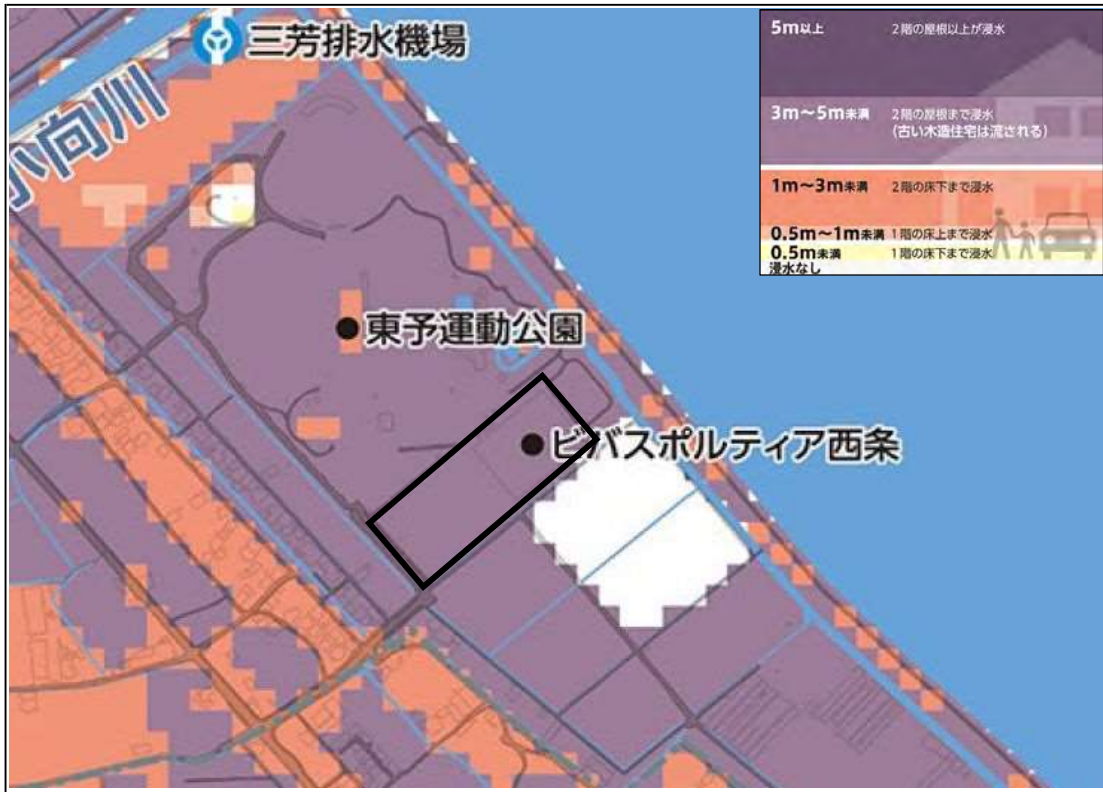 三芳排水機場
小向川
東予運動公園
ビバスポルティア西条
5m以上 2階の屋根以上が浸水
3m～5m未満 2階の屋根まで浸水
(古い木造住宅は流される)
1m～3m未満 2階の床下まで浸水
0.5m～1m未満 1階の床上まで浸水
0.5m未満 1階の床下まで浸水
浸水なし